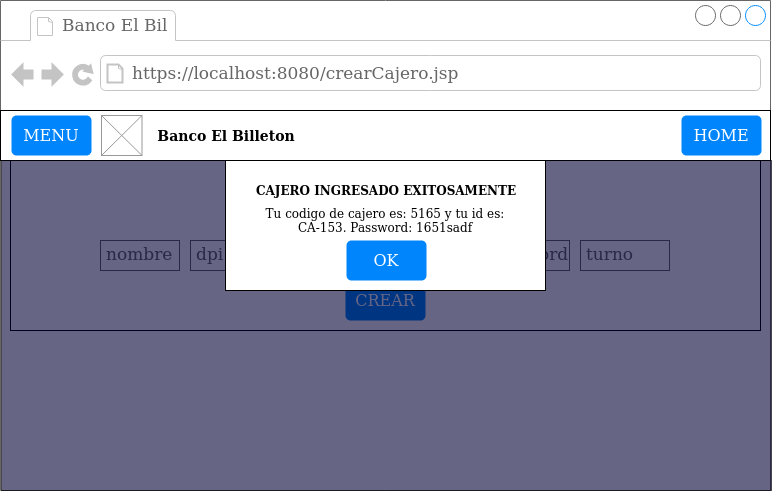 Banco El Bil
https://localhost:8080/crearCajero.jsp
MENU
Banco El Billeton
HOME
CAJERO INGRESADO EXITOSAMENTE
Tu codigo de cajero es: 5165 y tu id es:
CA-153. Password: 1651sadf
OK
nombre dpi ord turno
CREAR